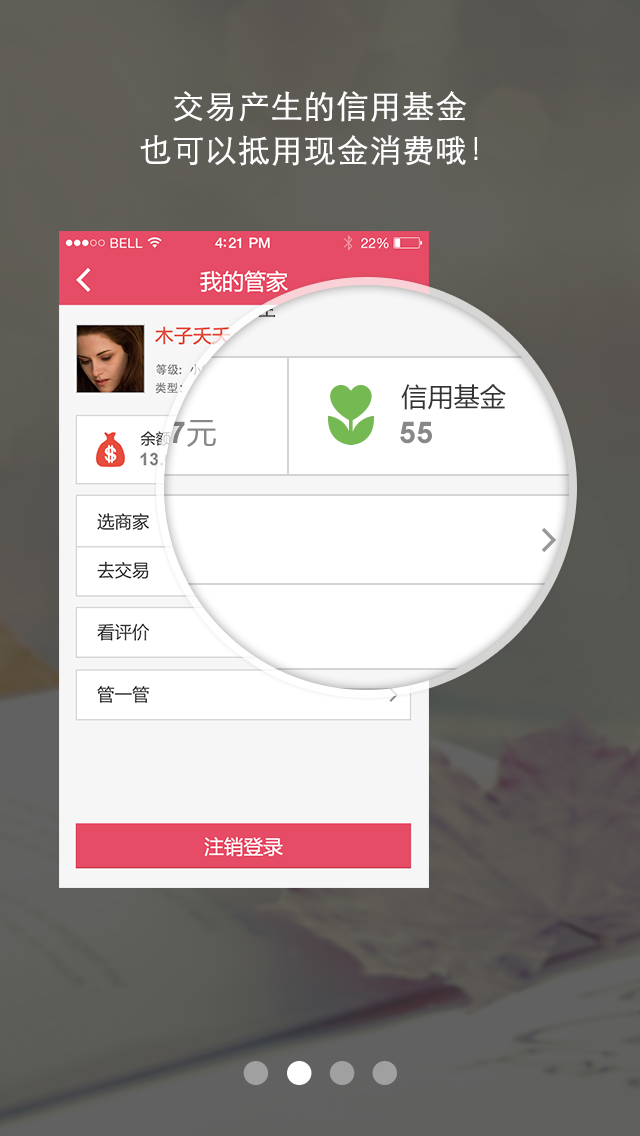 交易产生的信用基金
也可以抵用现金消费哦!
BELL
4:21 PM
22%
我的管家
木子夭夭
等级:
类型:
余额
13.
7元
信用基金
55
选商家
去交易
看评价
管一管
注销登录